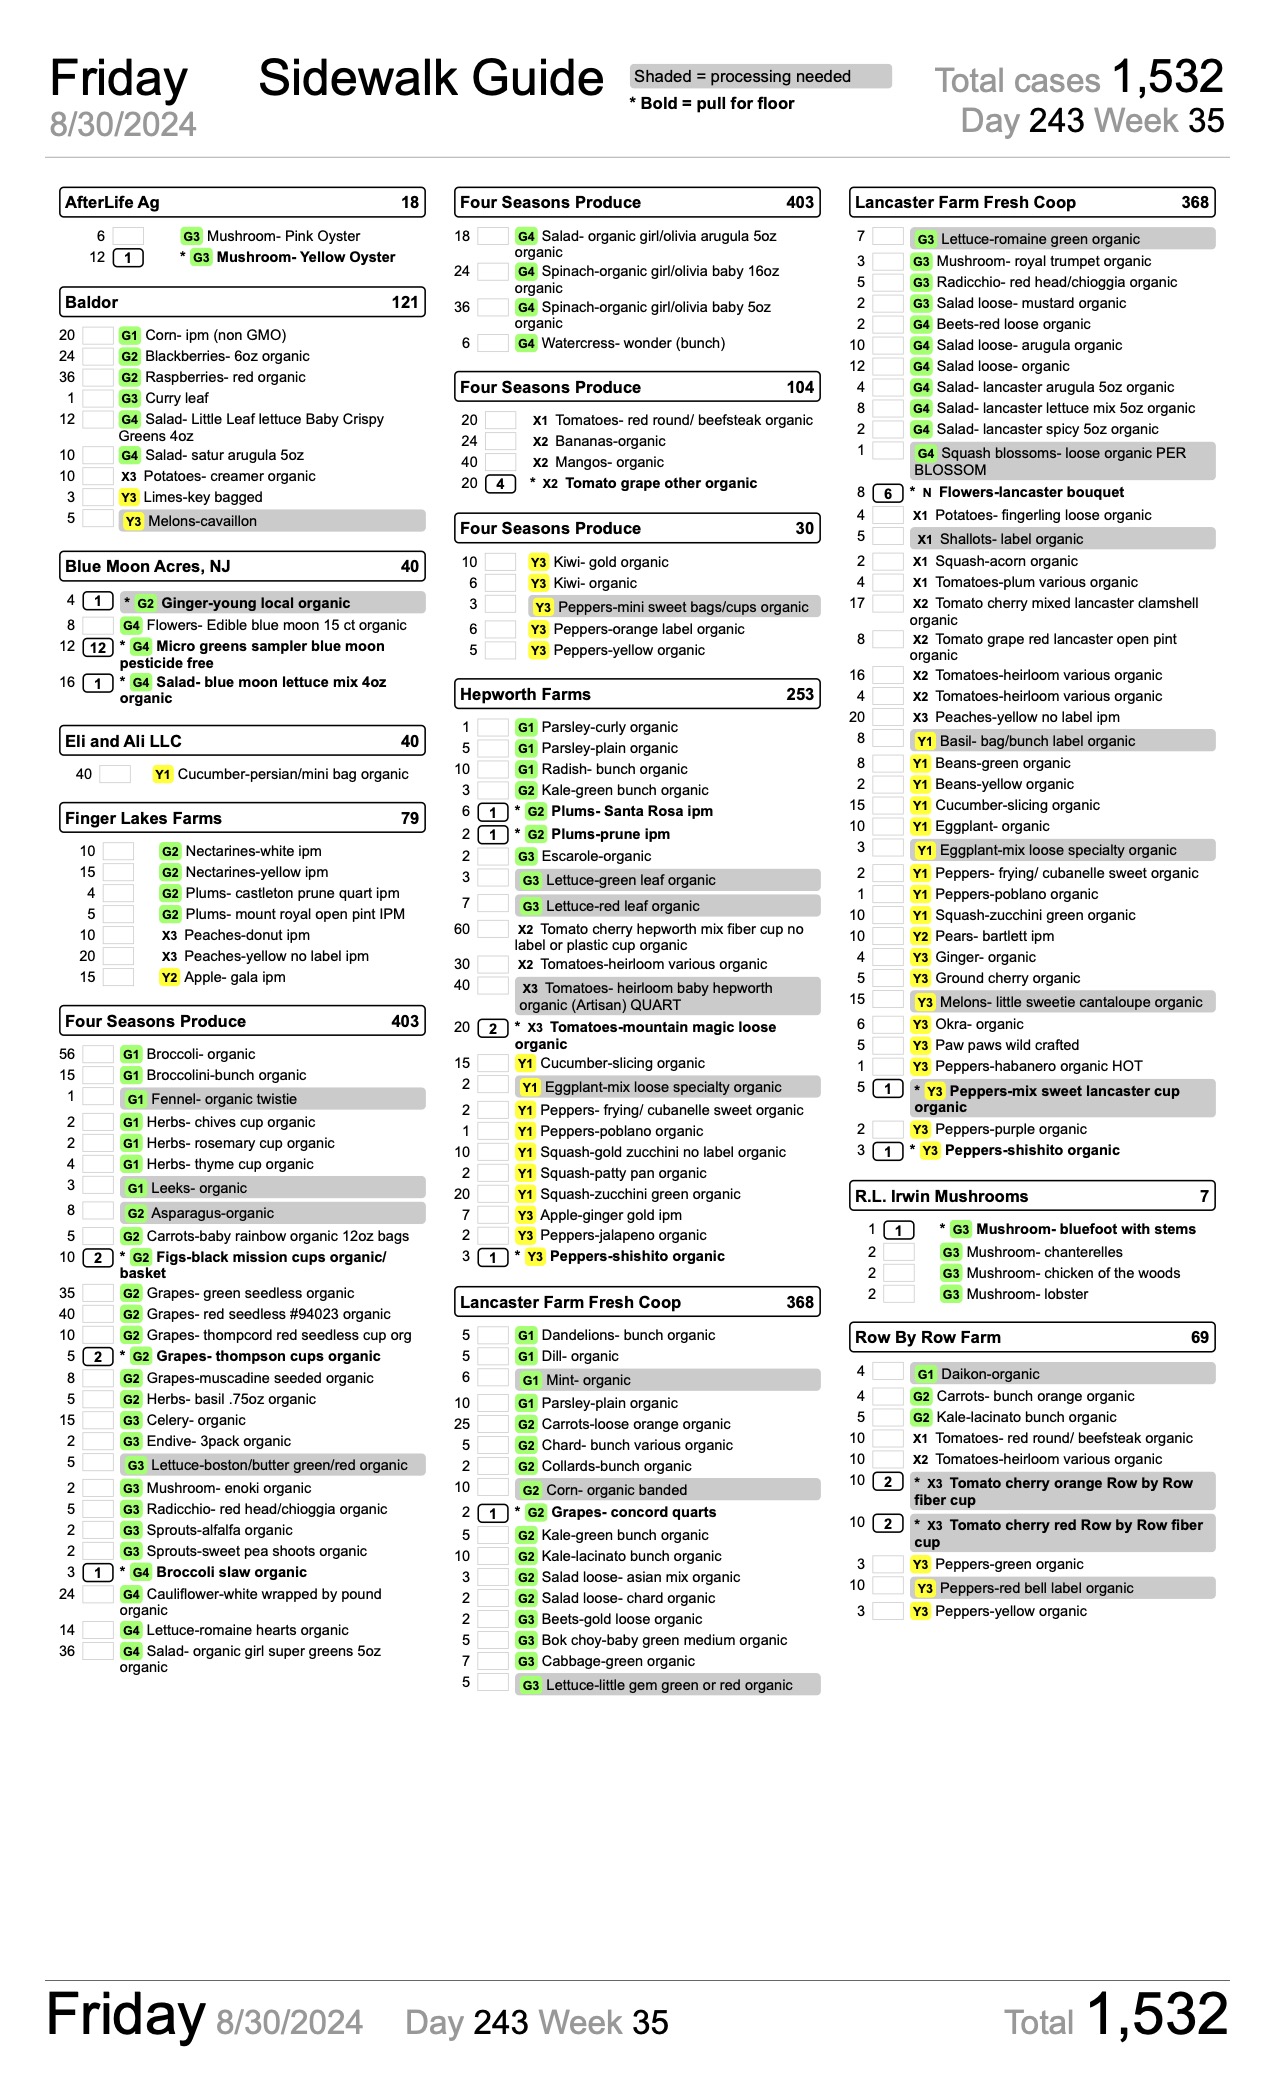 Friday Sidewalk Guide
Shaded = processing needed
* Bold = pull for floor
Total cases 1,532
8/30/2024
Day 243 Week 35
AfterLife Ag 18
6 G3 Mushroom- Pink Oyster
12 1 * G3 Mushroom- Yellow Oyster
Baldor 121
20 G1 Corn- ipm (non GMO)
24 G2 Blackberries- 6oz organic
36 G2 Raspberries- red organic
1 G3 Curry leaf
12 G4 Salad- Little Leaf lettuce Baby Crispy
Greens 4oz
10 G4 Salad- satur arugula 5oz
10 X3 Potatoes- creamer organic
3 Y3 Limes-key bagged
5 Y3 Melons-cavaillon
Blue Moon Acres, NJ 40
4 1 * G2 Ginger-young local organic
8 G4 Flowers- Edible blue moon 15 ct organic
12 12 * G4 Micro greens sampler blue moon
pesticide free
16 1 * G4 Salad- blue moon lettuce mix 4oz
organic
Eli and Ali LLC 40
40 Y1 Cucumber-persian/mini bag organic
Finger Lakes Farms 79
10 G2 Nectarines-white ipm
15 G2 Nectarines-yellow ipm
4 G2 Plums- castleton prune quart ipm
5 G2 Plums- mount royal open pint IPM
10 X3 Peaches-donut ipm
20 X3 Peaches-yellow no label ipm
15 Y2 Apple- gala ipm
Four Seasons Produce 403
56 G1 Broccoli- organic
15 G1 Broccolini-bunch organic
1 G1 Fennel- organic twistie
2 G1 Herbs- chives cup organic
2 G1 Herbs- rosemary cup organic
4 G1 Herbs- thyme cup organic
3 G1 Leeks- organic
8 G2 Asparagus-organic
5 G2 Carrots-baby rainbow organic 12oz bags
10 2 * G2 Figs-black mission cups organic/
basket
35 G2 Grapes- green seedless organic
40 G2 Grapes- red seedless #94023 organic
10 G2 Grapes- thompcord red seedless cup org
5 2 * G2 Grapes- thompson cups organic
8 G2 Grapes-muscadine seeded organic
5 G2 Herbs- basil .75oz organic
15 G3 Celery- organic
2 G3 Endive- 3pack organic
5 G3 Lettuce-boston/butter green/red organic
2 G3 Mushroom- enoki organic
5 G3 Radicchio- red head/chioggia organic
2 G3 Sprouts-alfalfa organic
2 G3 Sprouts-sweet pea shoots organic
3 1 * G4 Broccoli slaw organic
24 G4 Cauliflower-white wrapped by pound
organic
14 G4 Lettuce-romaine hearts organic
36 G4 Salad- organic girl super greens 5oz
organic
Four Seasons Produce 403
18 G4 Salad- organic girl/olivia arugula 5oz
organic
24 G4 Spinach-organic girl/olivia baby 16oz
organic
36 G4 Spinach-organic girl/olivia baby 5oz
organic
6 G4 Watercress- wonder (bunch)
Four Seasons Produce 104
20 X1 Tomatoes- red round/ beefsteak organic
24 X2 Bananas-organic
40 X2 Mangos- organic
20 4 * X2 Tomato grape other organic
Four Seasons Produce 30
10 Y3 Kiwi- gold organic
6 Y3 Kiwi- organic
3 Y3 Peppers-mini sweet bags/cups organic
6 Y3 Peppers-orange label organic
5 Y3 Peppers-yellow organic
Hepworth Farms 253
1 G1 Parsley-curly organic
5 G1 Parsley-plain organic
10 G1 Radish- bunch organic
3 G2 Kale-green bunch organic
6 1 * G2 Plums- Santa Rosa ipm
2 1 * G2 Plums-prune ipm
2 G3 Escarole-organic
3 G3 Lettuce-green leaf organic
7 G3 Lettuce-red leaf organic
60 X2 Tomato cherry hepworth mix fiber cup no
label or plastic cup organic
30 X2 Tomatoes-heirloom various organic
40 X3 Tomatoes- heirloom baby hepworth
organic (Artisan) QUART
20 2 * X3 Tomatoes-mountain magic loose
organic
15 Y1 Cucumber-slicing organic
2 Y1 Eggplant-mix loose specialty organic
2 Y1 Peppers- frying/ cubanelle sweet organic
1 Y1 Peppers-poblano organic
10 Y1 Squash-gold zucchini no label organic
2 Y1 Squash-patty pan organic
20 Y1 Squash-zucchini green organic
7 Y3 Apple-ginger gold ipm
2 Y3 Peppers-jalapeno organic
3 1 * Y3 Peppers-shishito organic
Lancaster Farm Fresh Coop 368
5 G1 Dandelions- bunch organic
5 G1 Dill- organic
6 G1 Mint- organic
10 G1 Parsley-plain organic
25 G2 Carrots-loose orange organic
5 G2 Chard- bunch various organic
2 G2 Collards-bunch organic
10 G2 Corn- organic banded
2 1 * G2 Grapes- concord quarts
5 G2 Kale-green bunch organic
10 G2 Kale-lacinato bunch organic
3 G2 Salad loose- asian mix organic
2 G2 Salad loose- chard organic
2 G3 Beets-gold loose organic
5 G3 Bok choy-baby green medium organic
7 G3 Cabbage-green organic
5 G3 Lettuce-little gem green or red organic
Lancaster Farm Fresh Coop 368
7 G3 Lettuce-romaine green organic
3 G3 Mushroom- royal trumpet organic
5 G3 Radicchio- red head/chioggia organic
2 G3 Salad loose- mustard organic
2 G4 Beets-red loose organic
10 G4 Salad loose- arugula organic
12 G4 Salad loose- organic
4 G4 Salad- lancaster arugula 5oz organic
8 G4 Salad- lancaster lettuce mix 5oz organic
2 G4 Salad- lancaster spicy 5oz organic
1 G4 Squash blossoms- loose organic PER
BLOSSOM
8 6 * N Flowers-lancaster bouquet
4 X1 Potatoes- fingerling loose organic
5 X1 Shallots- label organic
2 X1 Squash-acorn organic
4 X1 Tomatoes-plum various organic
17 X2 Tomato cherry mixed lancaster clamshell
organic
8 X2 Tomato grape red lancaster open pint
organic
16 X2 Tomatoes-heirloom various organic
4 X2 Tomatoes-heirloom various organic
20 X3 Peaches-yellow no label ipm
8 Y1 Basil- bag/bunch label organic
8 Y1 Beans-green organic
2 Y1 Beans-yellow organic
15 Y1 Cucumber-slicing organic
10 Y1 Eggplant- organic
3 Y1 Eggplant-mix loose specialty organic
2 Y1 Peppers- frying/ cubanelle sweet organic
1 Y1 Peppers-poblano organic
10 Y1 Squash-zucchini green organic
10 Y2 Pears- bartlett ipm
4 Y3 Ginger- organic
5 Y3 Ground cherry organic
15 Y3 Melons- little sweetie cantaloupe organic
6 Y3 Okra- organic
5 Y3 Paw paws wild crafted
1 Y3 Peppers-habanero organic HOT
5 1 * Y3 Peppers-mix sweet lancaster cup
organic
2 Y3 Peppers-purple organic
3 1 * Y3 Peppers-shishito organic
R.L. Irwin Mushrooms 7
1 1 * G3 Mushroom- bluefoot with stems
2 G3 Mushroom- chanterelles
2 G3 Mushroom- chicken of the woods
2 G3 Mushroom- lobster
Row By Row Farm 69
4 G1 Daikon-organic
4 G2 Carrots- bunch orange organic
5 G2 Kale-lacinato bunch organic
10 X1 Tomatoes- red round/ beefsteak organic
10 X2 Tomatoes-heirloom various organic
10 2 * X3 Tomato cherry orange Row by Row
fiber cup
10 2 * X3 Tomato cherry red Row by Row fiber
cup
3 Y3 Peppers-green organic
10 Y3 Peppers-red bell label organic
3 Y3 Peppers-yellow organic
Friday 8/30/2024 Day 243 Week 35 Total 1,532